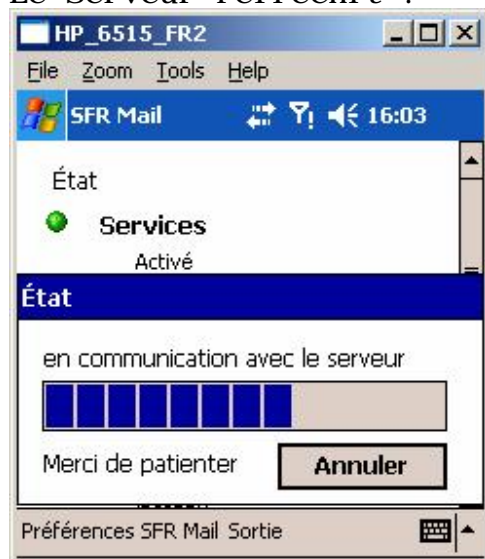 HP_6515_FR2
File Zoom Tools Help
SFR Mail 16:03
État
Services
Activé
État
en communication avec le serveur
Merci de patienter Annuler
Préférences SFR Mail Sortie